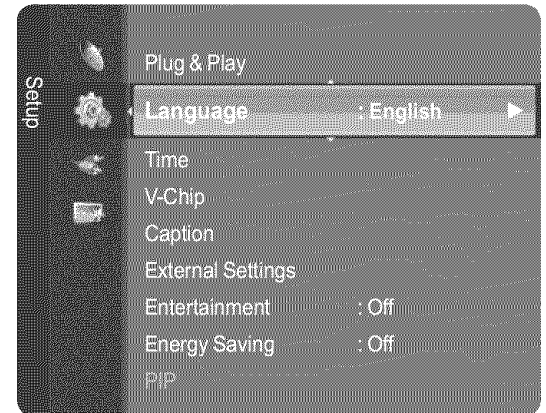 Setup
Plug & Play
Language : English
Time
V-Chip
Caption
External Settings
Entertainment : Off
Energy Saving : Off
PIP